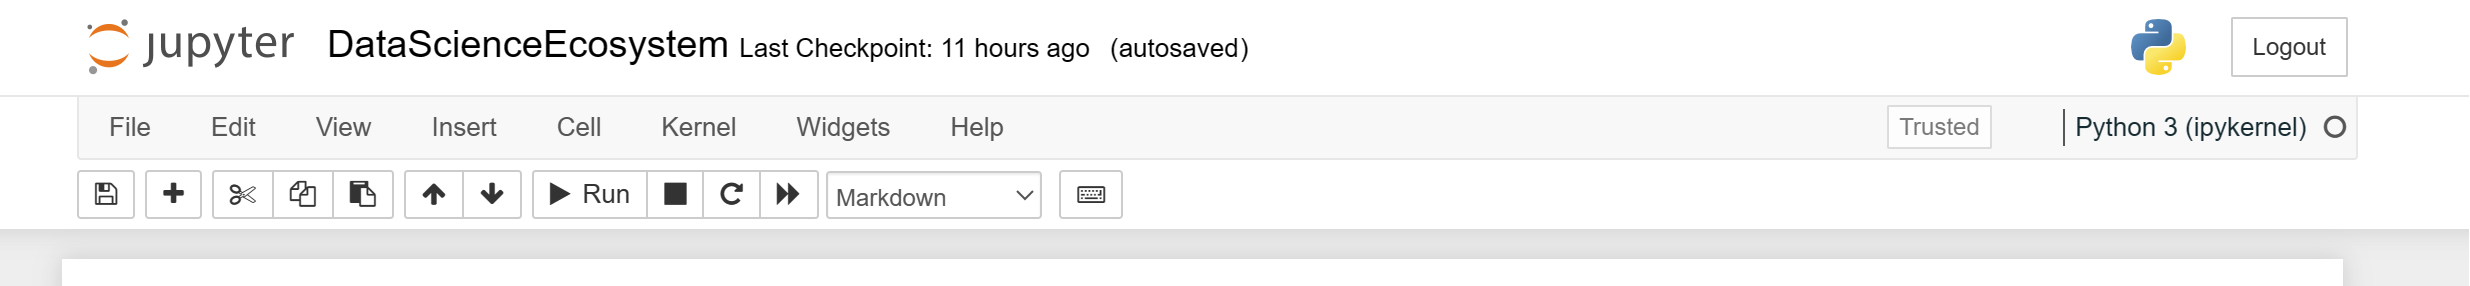 jupyter DataScienceEcosystem Last Checkpoint: 11 hours ago (autosaved) Logout
File Edit View Insert Cell Kernel Widgets Help Trusted Python 3 (ipykernel)
Run Markdown